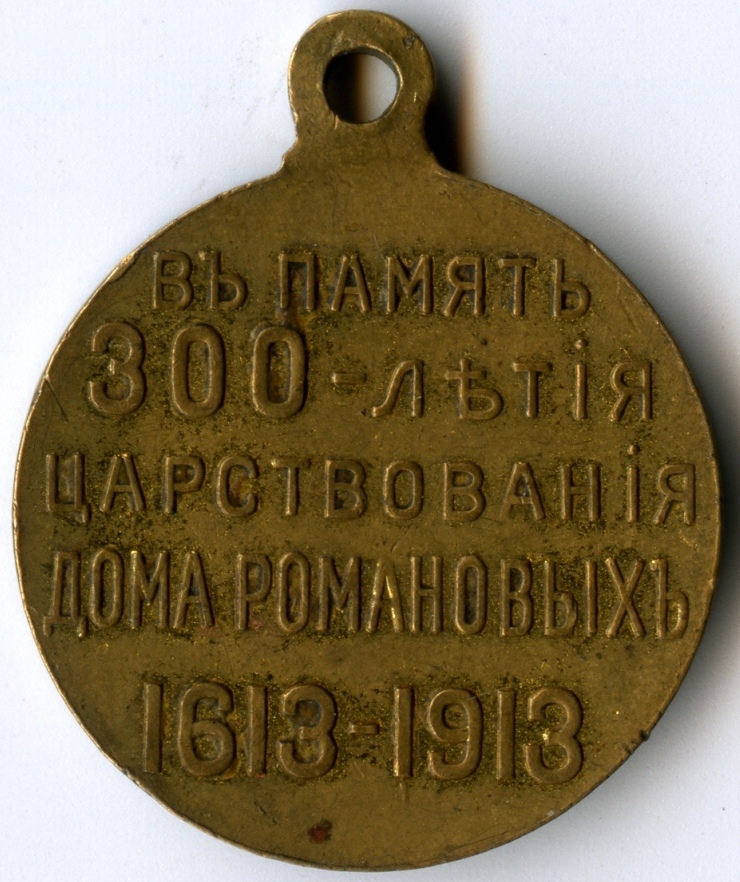 ВЪ ПАМЯТЬ
300-ЛѢТІЯ
ЦАРСТВОВАНІЯ
ДОМА РОМАНОВЫХЪ
1613-1913